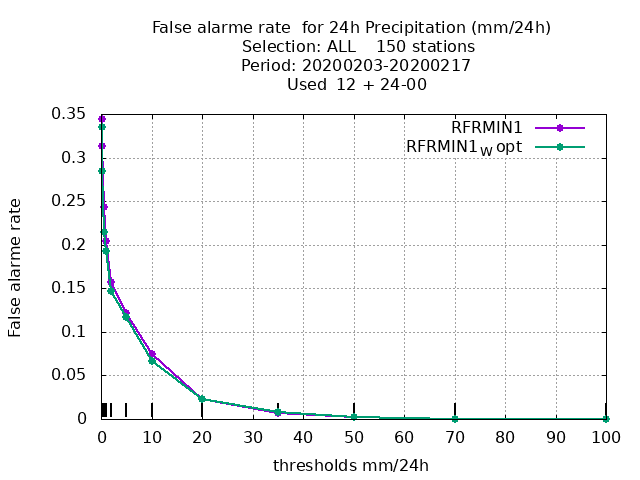 False alarme rate  for 24h Precipitation (mm/24h)
Selection: ALL    150 stations
Period: 20200203-20200217
Used  12 + 24-00
RFRMIN1
RFRMIN1W opt
0.35
0.3
0.25
0.2
0.15
0.1
0.05
0
False alarme rate
0 10 20 30 40 50 60 70 80 90 100
thresholds mm/24h